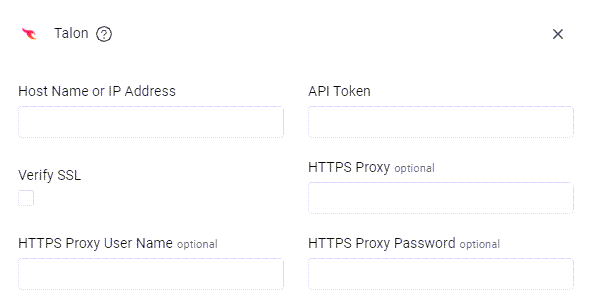 Talon
Host Name or IP Address
API Token
Verify SSL
HTTPS Proxy optional
HTTPS Proxy User Name optional
HTTPS Proxy Password optional